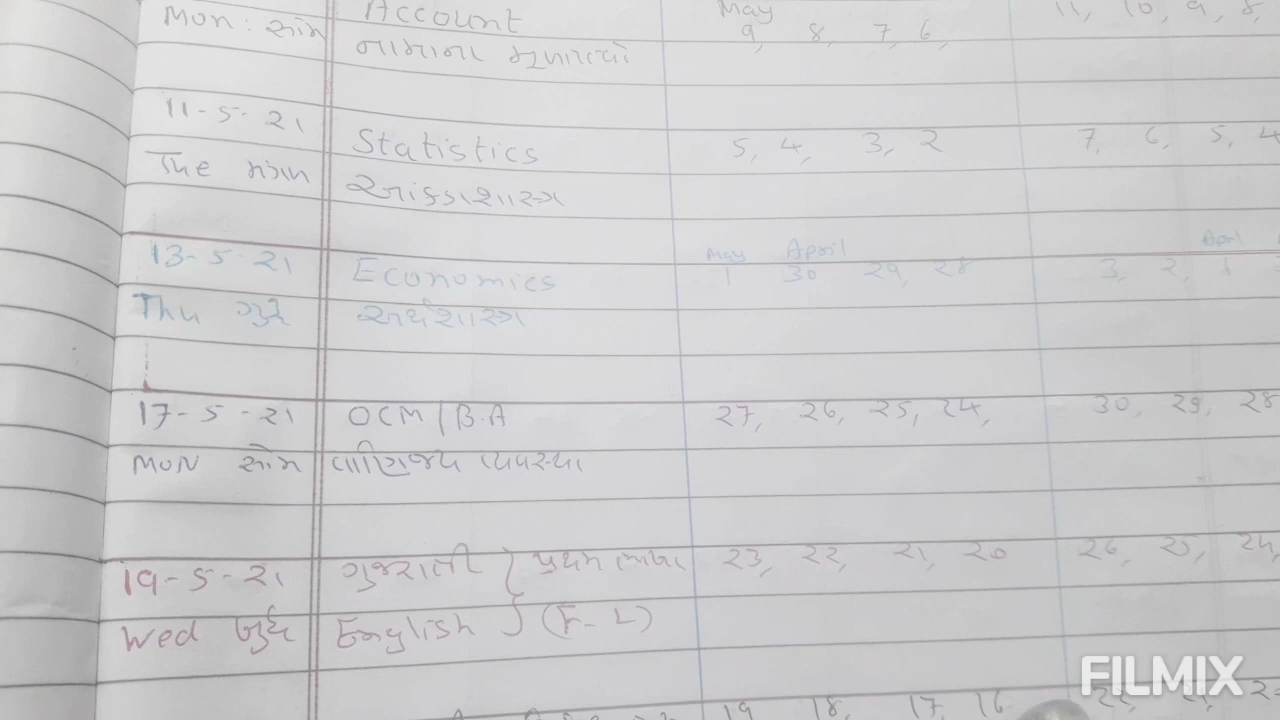 Account May 11, 10, 9, 8,
Mon: સોમ 9, 8, 7, 6,
નામાના
11-5-21 Statistics 5, 4, 3, 2 7, 6, 5, 4
The મંગળ આંકડાશાસ્ત્ર
May April April
13-5-21 Economics 1 30 29, 28 3, 2, 1
Thu ગુરુ અર્થશાસ્ત્ર
17-5-21 OCM/B.A 27, 26, 25, 24, 30, 29, 28
MON સોમ વાણિજ્ય વ્યવસ્થા
19-5-21 ગુજરાતી } પ્રથમ ભાષા 23, 22, 21, 20 26, 25, 24,
Wed બુધ English } (F-L)
19 18, 17, 16
FILMIX